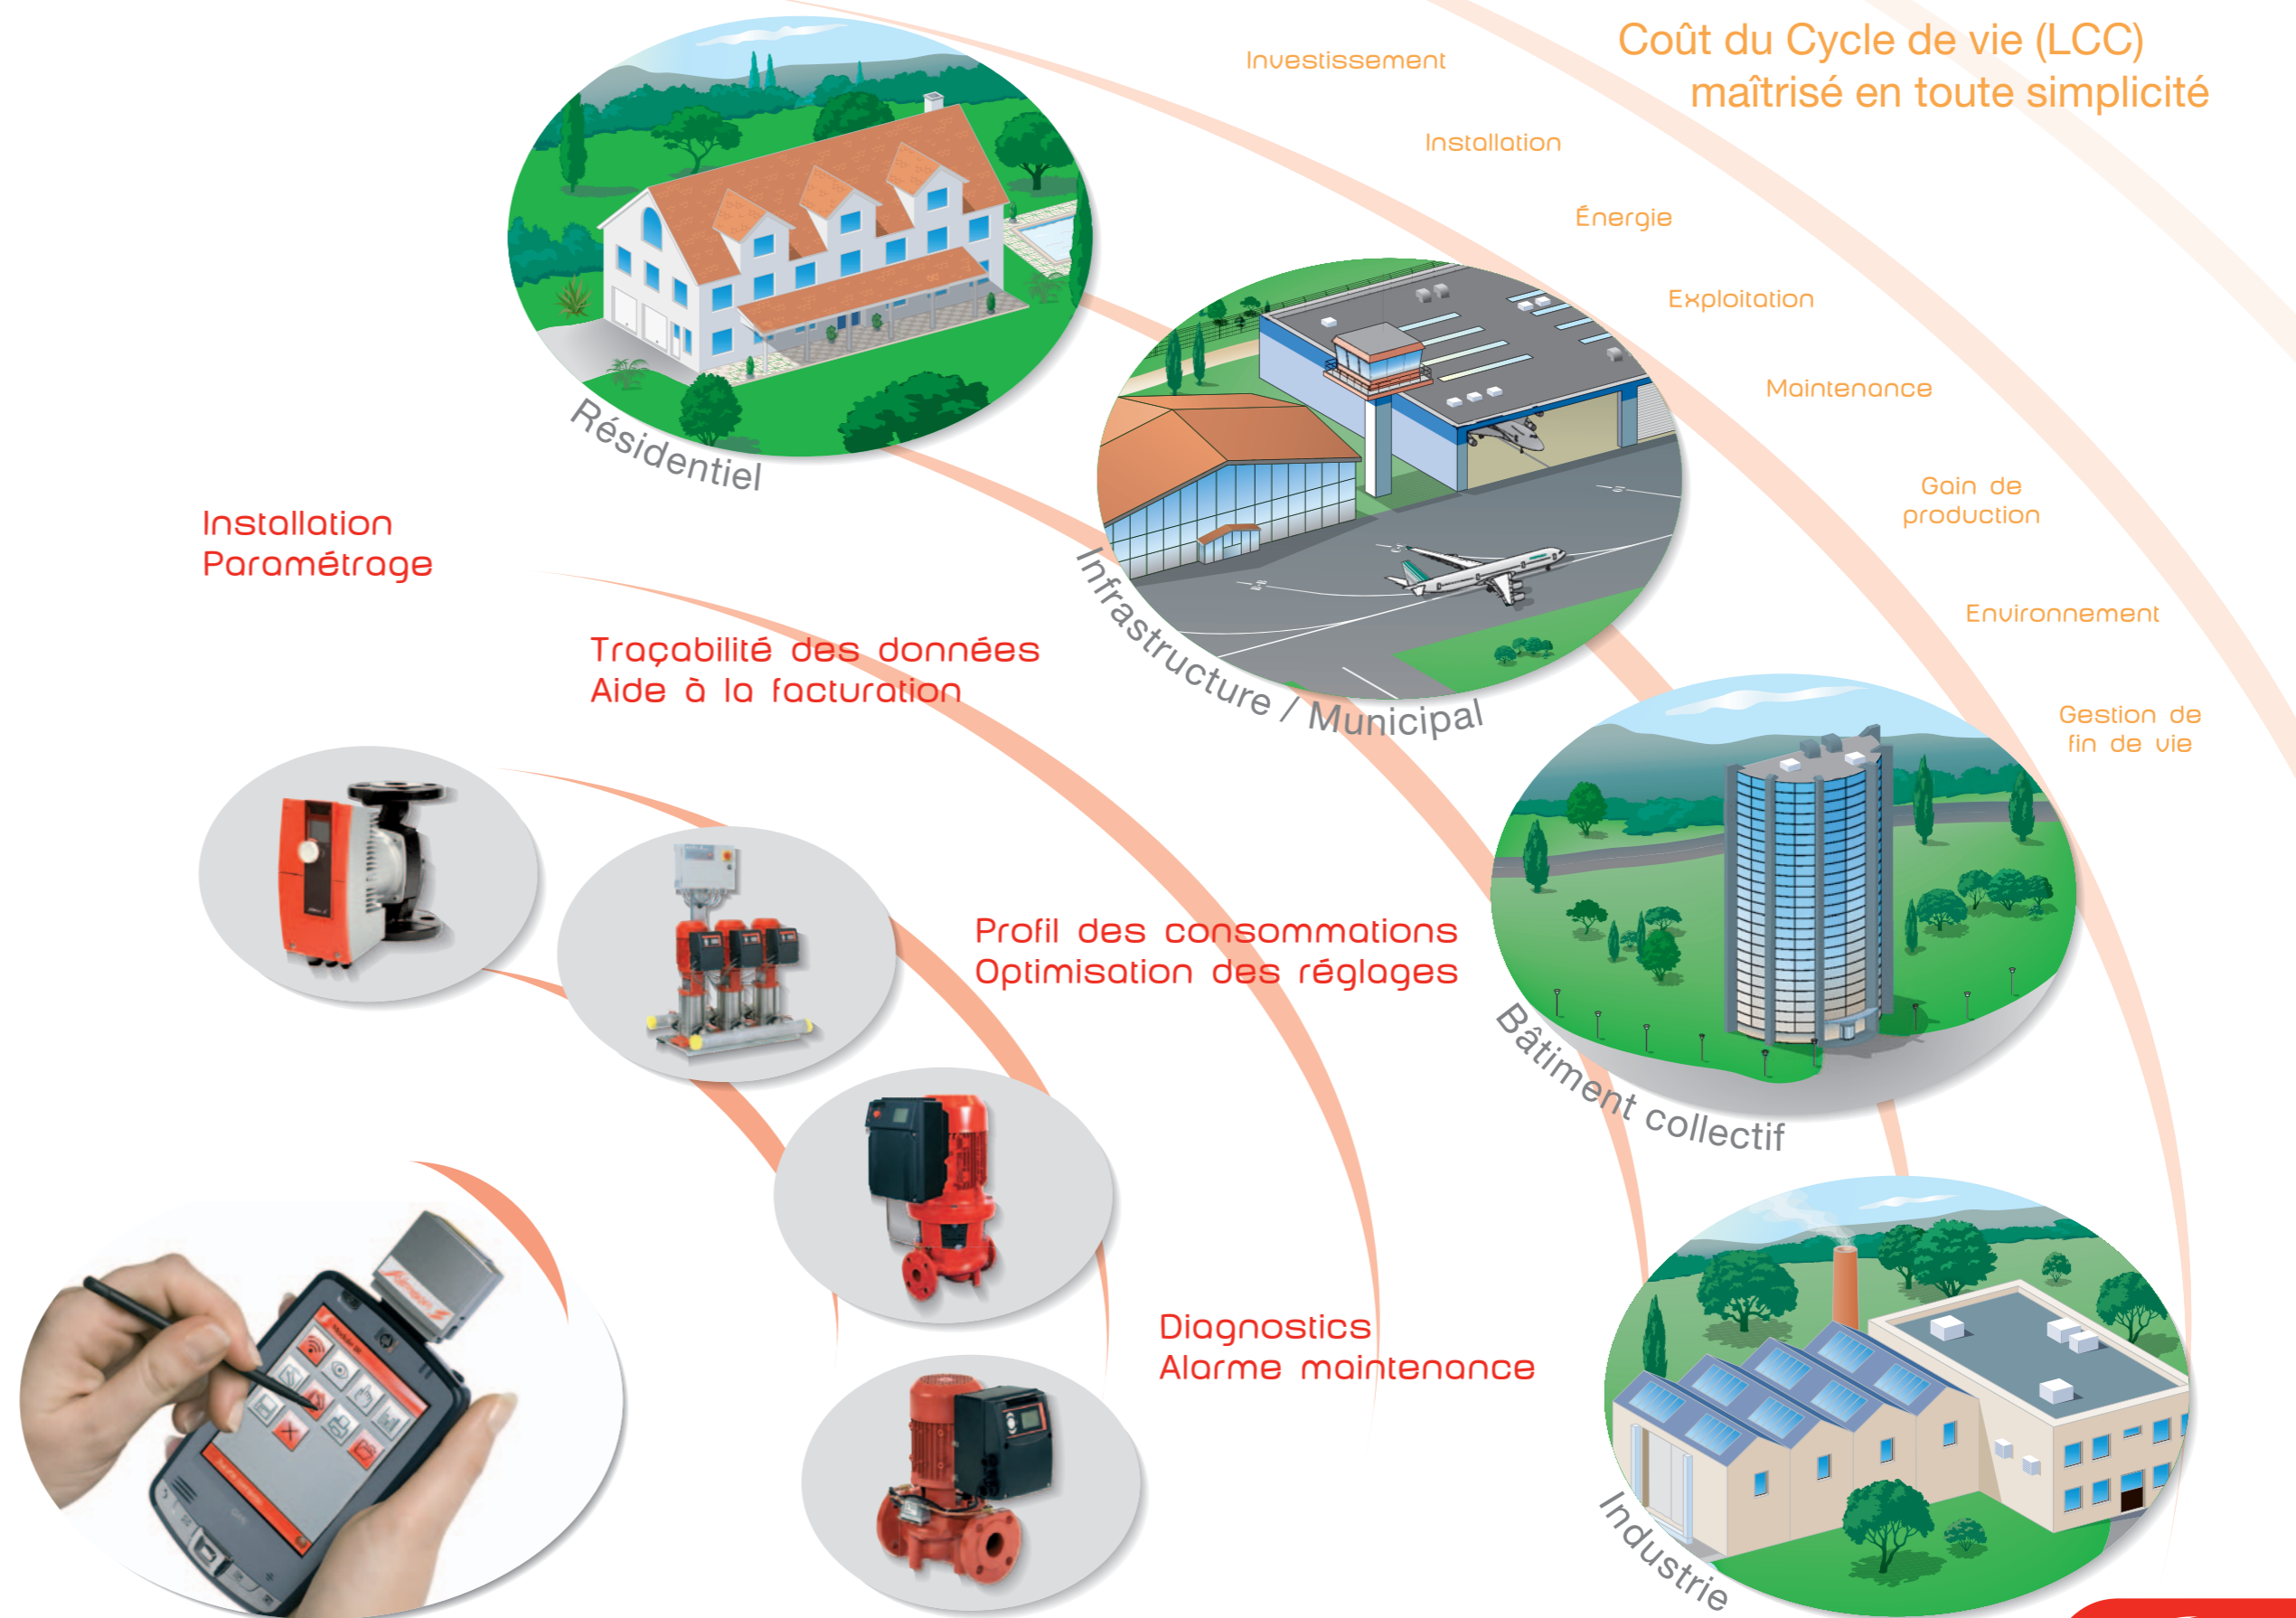 Coût du Cycle de vie (LCC)
maîtrisé en toute simplicité
Investissement
Installation
Énergie
Exploitation
Maintenance
Gain de
production
Environnement
Gestion de
fin de vie
Résidentiel
Infrastructure / Municipal
Bâtiment collectif
Industrie
Installation
Paramétrage
Traçabilité des données
Aide à la facturation
Profil des consommations
Optimisation des réglages
Diagnostics
Alarme maintenance
Module IR